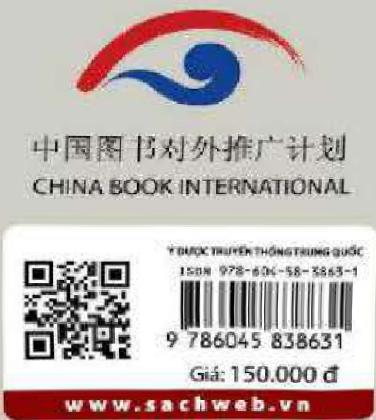 中国图书对外推广计划
CHINA BOOK INTERNATIONAL
Y DƯỢC TRUYỀN THỐNG TRUNG QUỐC
ISBN 978-604-58-3863-1
9 786045 838631
Giá: 150.000 đ
www.sachweb.vn